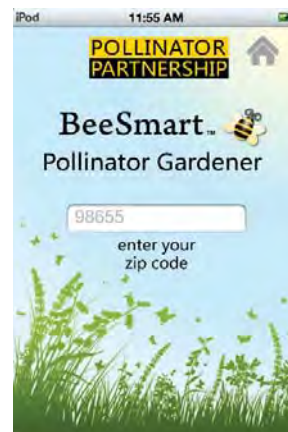 iPod 11:55 AM
POLLINATOR
PARTNERSHIP
BeeSmart™
Pollinator Gardener
98655
enter your
zip code